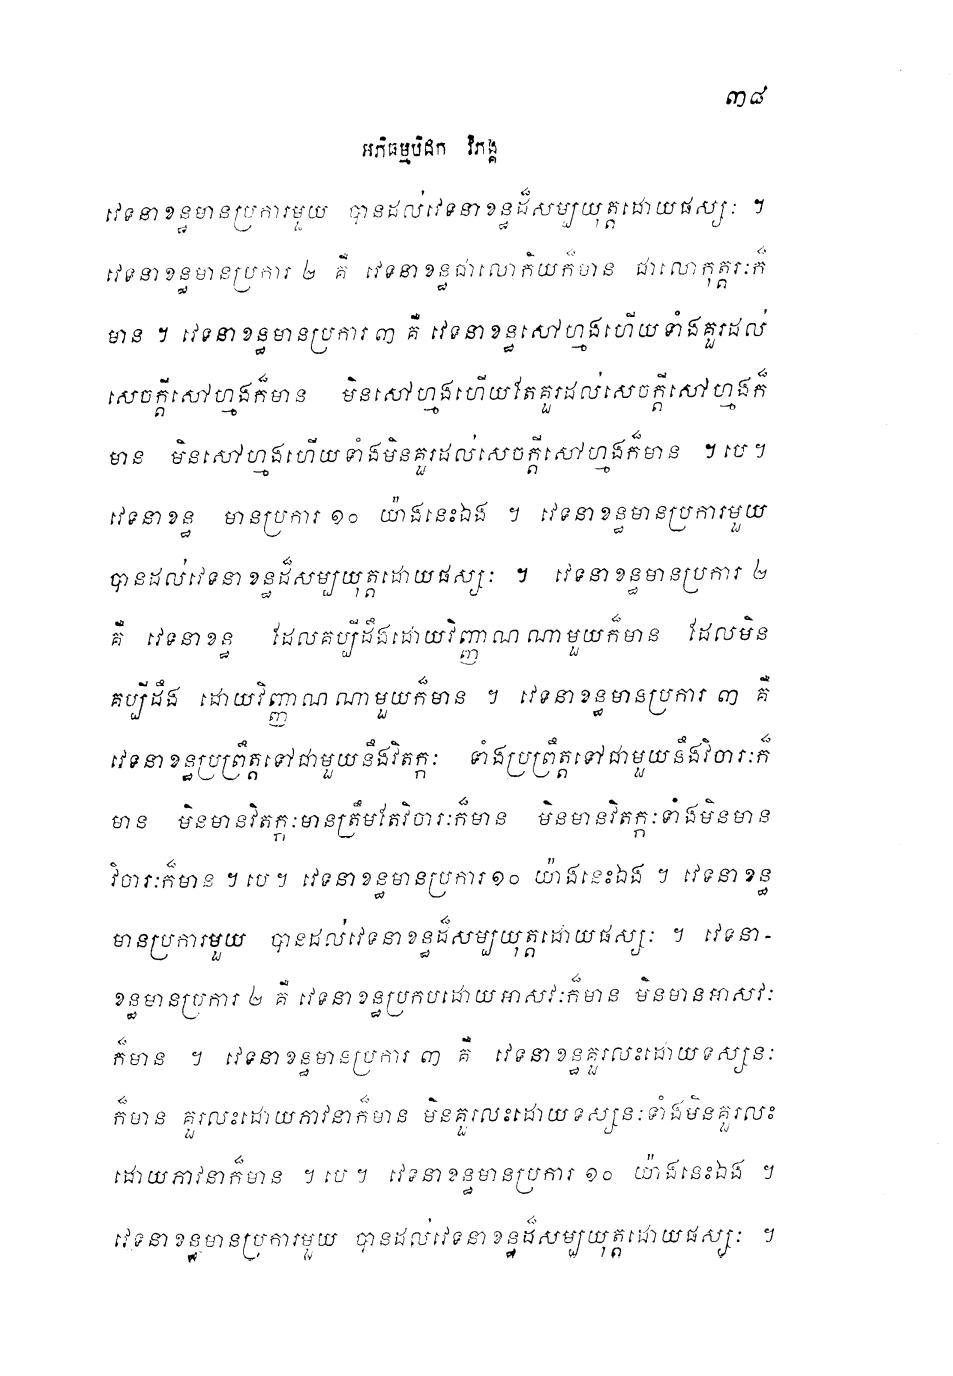 ៣៨
អភិធម្មបិដក វិភង្គ
វេទនាខន្ធមានប្រការមួយ បានដល់វេទនាខន្ធដ៏សម្បយុត្តដោយផស្សៈ ។
វេទនាខន្ធមានប្រការ ២ គឺ វេទនាខន្ធជាលោកិយក៏មាន ជាលោកុត្តរៈក៏
មាន ។ វេទនាខន្ធមានប្រការ ៣ គឺ វេទនាខន្ធសៅហ្មងហើយទាំងគួរដល់
សេចក្តីសៅហ្មងក៏មាន មិនសៅហ្មងហើយតែគួរដល់សេចក្តីសៅហ្មងក៏
មាន មិនសៅហ្មងហើយទាំងមិនគួរដល់សេចក្តីសៅហ្មងក៏មាន ។ បេ ។
វេទនាខន្ធ មានប្រការ ១០ យ៉ាងនេះឯង ។ វេទនាខន្ធមានប្រការមួយ
បានដល់វេទនាខន្ធដ៏សម្បយុត្តដោយផស្សៈ ។ វេទនាខន្ធមានប្រការ ២
គឺ វេទនាខន្ធ ដែលគប្បីដឹងដោយវិញ្ញាណណាមួយក៏មាន ដែលមិន
គប្បីដឹង ដោយវិញ្ញាណណាមួយក៏មាន ។ វេទនាខន្ធមានប្រការ ៣ គឺ
វេទនាខន្ធប្រព្រឹត្តទៅជាមួយនឹងវិតក្កៈ ទាំងប្រព្រឹត្តទៅជាមួយនឹងវិចារៈក៏
មាន មិនមានវិតក្កៈមានត្រឹមតែវិចារៈក៏មាន មិនមានវិតក្កៈទាំងមិនមាន
វិចារៈក៏មាន ។ បេ ។ វេទនាខន្ធមានប្រការ ១០ យ៉ាងនេះឯង ។ វេទនាខន្ធ
មានប្រការមួយ បានដល់វេទនាខន្ធដ៏សម្បយុត្តដោយផស្សៈ ។ វេទនា-
ខន្ធមានប្រការ ២ គឺ វេទនាខន្ធប្រកបដោយអាសវៈក៏មាន មិនមានអាសវៈ
ក៏មាន ។ វេទនាខន្ធមានប្រការ ៣ គឺ វេទនាខន្ធគួរលះដោយទស្សនៈ
ក៏មាន គួរលះដោយភាវនាក៏មាន មិនគួរលះដោយទស្សនៈទាំងមិនគួរលះ
ដោយភាវនាក៏មាន ។ បេ ។ វេទនាខន្ធមានប្រការ ១០ យ៉ាងនេះឯង ។
វេទនាខន្ធមានប្រការមួយ បានដល់វេទនាខន្ធដ៏សម្បយុត្តដោយផស្សៈ ។